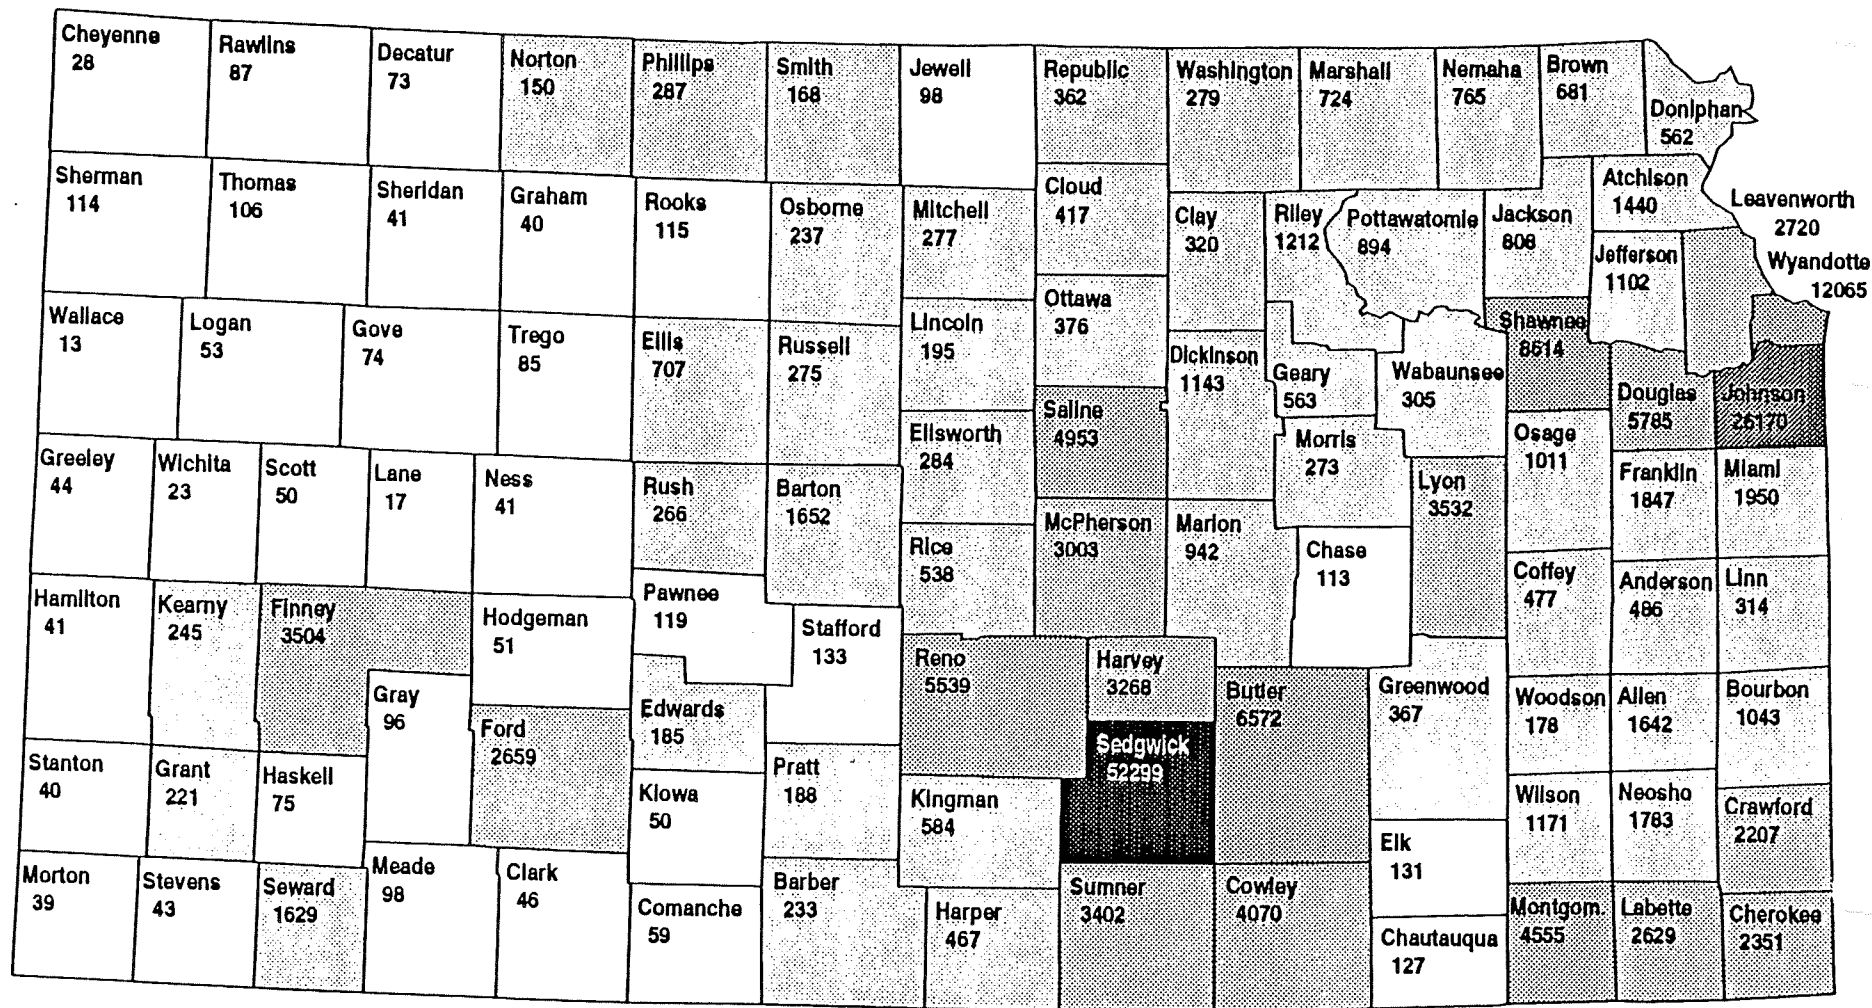 Cheyenne
28
Rawlins
87
Decatur
73
Norton
150
Phillips
287
Smith
168
Jewell
98
Republic
362
Washington
279
Marshall
724
Nemaha
765
Brown
681
Doniphan
562
Sherman
114
Thomas
106
Sheridan
41
Graham
40
Rooks
115
Osborne
237
Mitchell
277
Cloud
417
Clay
320
Riley
1212
Pottawatomie
894
Jackson
808
Atchison
1440
Leavenworth
2720
Jefferson
1102
Wyandotte
12065
Wallace
13
Logan
53
Gove
74
Trego
85
Ellis
707
Russell
275
Lincoln
195
Ottawa
376
Dickinson
1143
Geary
563
Wabaunsee
305
Shawnee
8614
Douglas
5785
Johnson
26170
Greeley
44
Wichita
23
Scott
50
Lane
17
Ness
41
Rush
266
Barton
1652
Ellsworth
284
Saline
4953
Morris
273
Lyon
3532
Osage
1011
Franklin
1847
Miami
1950
Rice
538
McPherson
3003
Marion
942
Chase
113
Coffey
477
Anderson
486
Linn
314
Hamilton
41
Kearny
245
Finney
3504
Hodgeman
51
Pawnee
119
Stafford
133
Reno
5539
Harvey
3268
Butler
6572
Greenwood
367
Woodson
178
Allen
1642
Bourbon
1043
Gray
96
Ford
2659
Edwards
185
Sedgwick
52299
Stanton
40
Grant
221
Haskell
75
Kiowa
50
Pratt
188
Kingman
584
Elk
131
Wilson
1171
Neosho
1783
Crawford
2207
Morton
39
Stevens
43
Seward
1629
Meade
98
Clark
46
Comanche
59
Barber
233
Harper
467
Sumner
3402
Cowley
4070
Chautauqua
127
Montgom.
4555
Labette
2629
Cherokee
2351